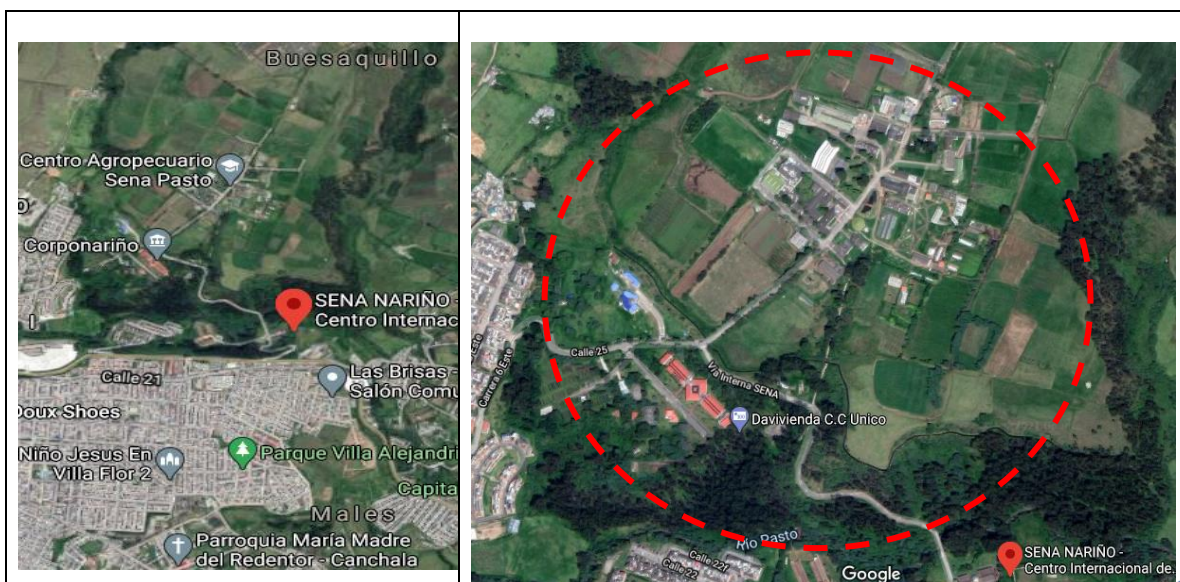 Buesaquillo
Centro Agropecuario
Sena Pasto
Corponariño
SENA NARIÑO -
Centro Internac
Calle 21
Las Brisas -
Salón Comu
Doux Shoes
Niño Jesus En
Villa Flor 2
Parque Villa Alejandri
Capita
Males
Parroquia María Madre
del Redentor - Canchala
Calle 25
Vía Interna SENA
Carrera 6 Este
Davivienda C.C Unico
Río Pasto
Calle 22f
Calle 22
Google
SENA NARIÑO -
Centro Internacional de.